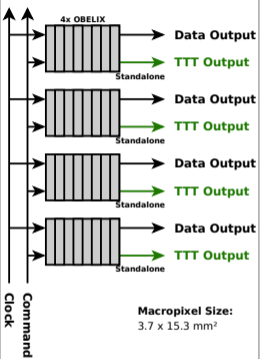 4x OBELIX
Data Output
TTT Output
Standalone
Data Output
TTT Output
Standalone
Data Output
TTT Output
Standalone
Data Output
TTT Output
Standalone
Clock
Command
Macropixel Size:
3.7 x 15.3 mm²